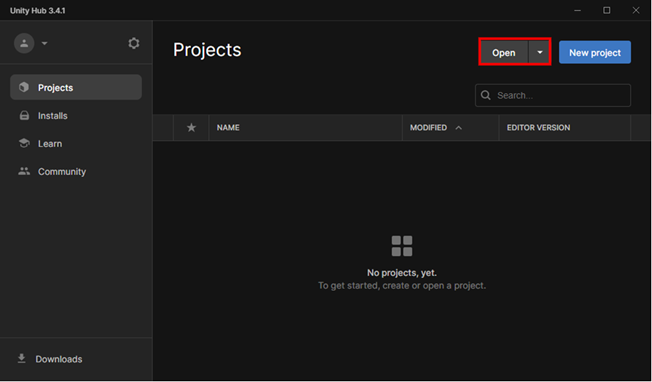 Unity Hub 3.4.1
Projects
Open
New project
Projects
Installs
Learn
Community
Search...
NAME
MODIFIED
EDITOR VERSION
No projects, yet.
To get started, create or open a project.
Downloads